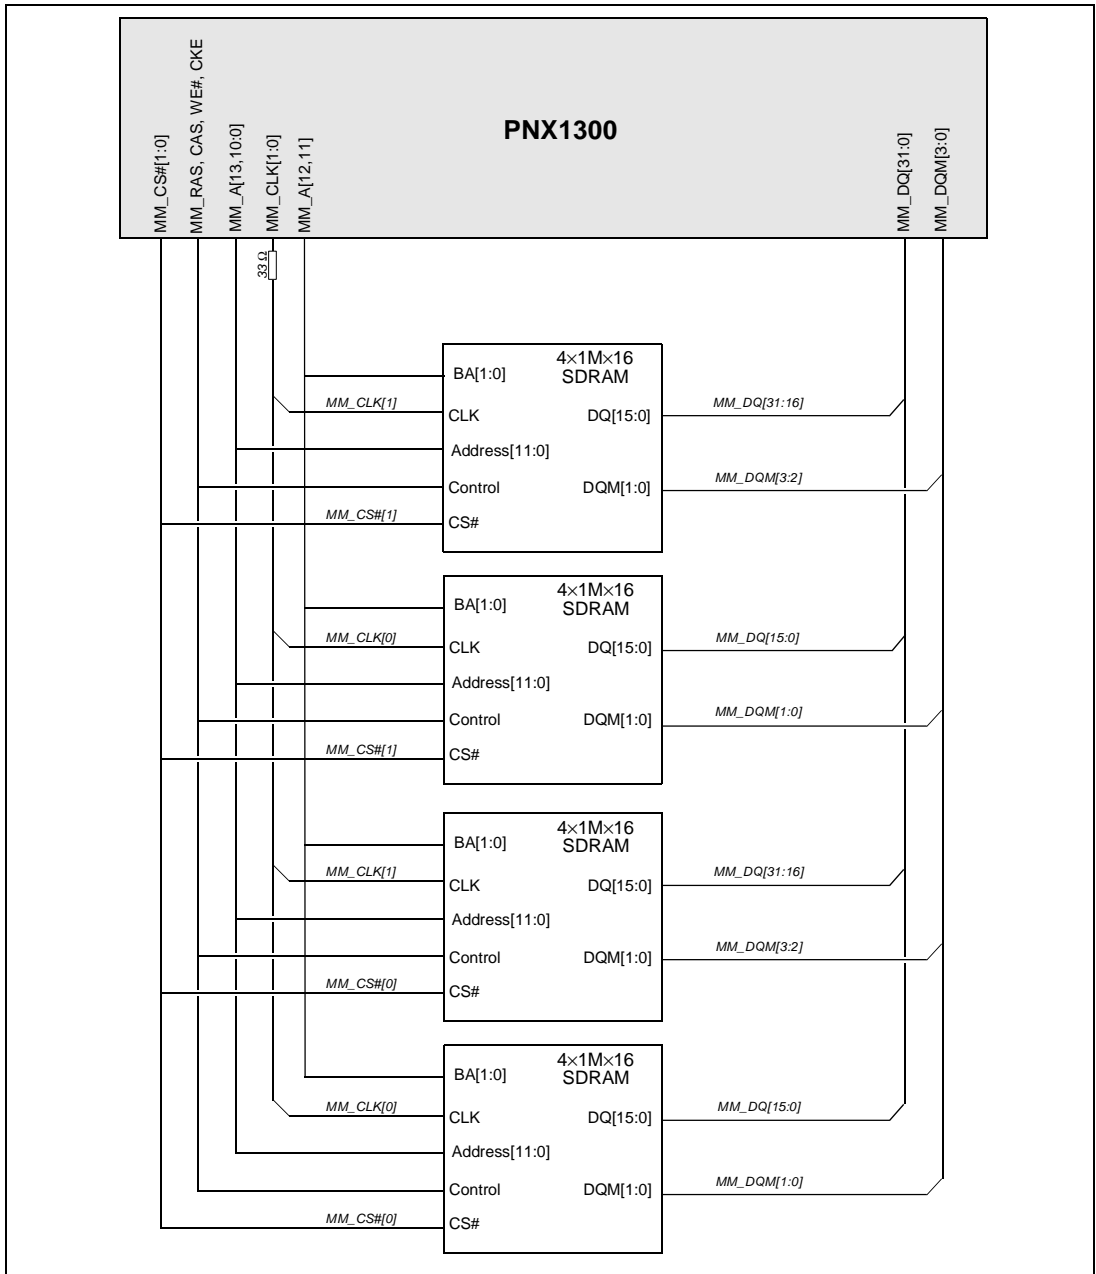 PNX1300
MM_CS#[1:0]
MM_RAS, CAS, WE#, CKE
MM_A[13,10:0]
MM_CLK[1:0]
MM_A[12,11]
MM_DQ[31:0]
MM_DQM[3:0]
33 Ω
4×1M×16
SDRAM
BA[1:0]
MM_CLK[1]
CLK
DQ[15:0]
MM_DQ[31:16]
Address[11:0]
Control
DQM[1:0]
MM_DQM[3:2]
MM_CS#[1]
CS#
4×1M×16
SDRAM
BA[1:0]
MM_CLK[0]
CLK
DQ[15:0]
MM_DQ[15:0]
Address[11:0]
Control
DQM[1:0]
MM_DQM[1:0]
MM_CS#[1]
CS#
4×1M×16
SDRAM
BA[1:0]
MM_CLK[1]
CLK
DQ[15:0]
MM_DQ[31:16]
Address[11:0]
Control
DQM[1:0]
MM_DQM[3:2]
MM_CS#[0]
CS#
4×1M×16
SDRAM
BA[1:0]
MM_CLK[0]
CLK
DQ[15:0]
MM_DQ[15:0]
Address[11:0]
Control
DQM[1:0]
MM_DQM[1:0]
MM_CS#[0]
CS#